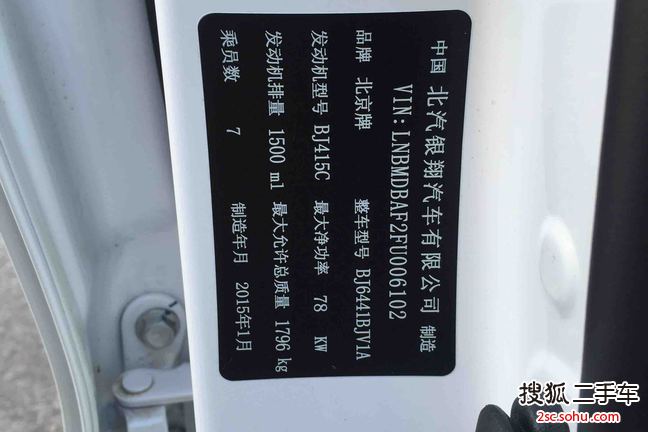 中国 北汽银翔汽车有限公司 制造
VIN:LNBMDBAF2FU006102
品牌 北京牌 整车型号 BJ6441BJV1A
发动机型号 BJ415C 最大净功率 78 KW
发动机排量 1500 ml 最大允许总质量 1796 kg
乘员数 7 制造年月 2015年1月
搜狐 二手车
2sc.sohu.com